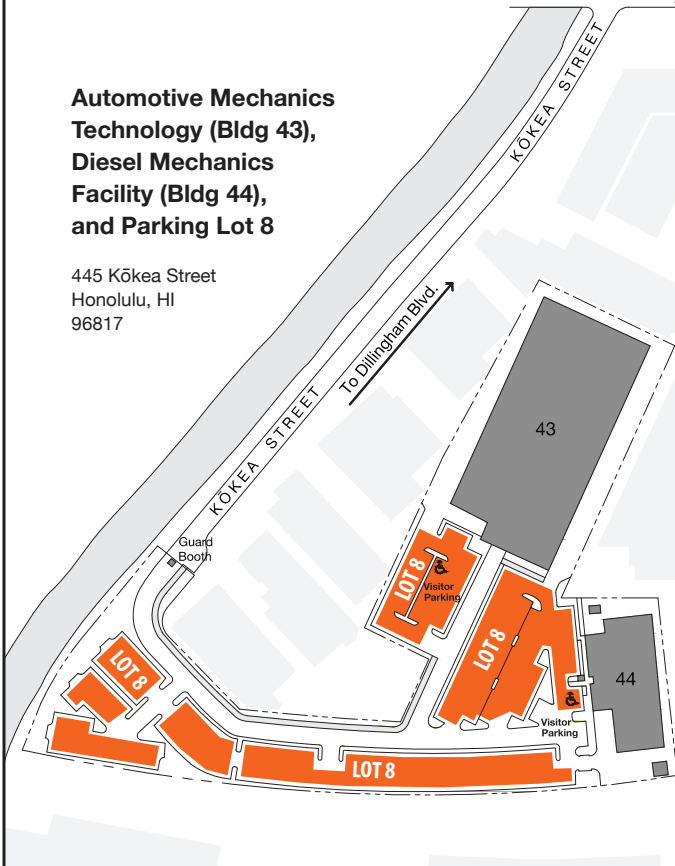 Automotive Mechanics
Technology (Bldg 43),
Diesel Mechanics
Facility (Bldg 44),
and Parking Lot 8
445 Kōkea Street
Honolulu, HI
96817
KŌKEA STREET
To Dillingham Blvd.
KŌKEA STREET
43
Guard
Booth
LOT 8
Visitor
Parking
LOT 8
LOT 8
44
Visitor
Parking
LOT 8